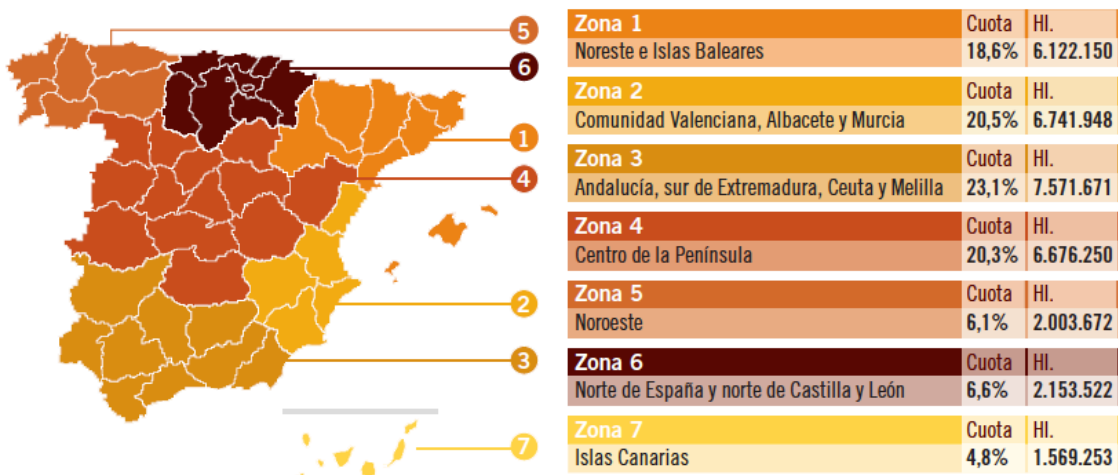 5
6
1
4
2
3
7
Zona 1 Cuota Hl.
Noreste e Islas Baleares 18,6% 6.122.150
Zona 2 Cuota Hl.
Comunidad Valenciana, Albacete y Murcia 20,5% 6.741.948
Zona 3 Cuota Hl.
Andalucía, sur de Extremadura, Ceuta y Melilla 23,1% 7.571.671
Zona 4 Cuota Hl.
Centro de la Península 20,3% 6.676.250
Zona 5 Cuota Hl.
Noroeste 6,1% 2.003.672
Zona 6 Cuota Hl.
Norte de España y norte de Castilla y León 6,6% 2.153.522
Zona 7 Cuota Hl.
Islas Canarias 4,8% 1.569.253